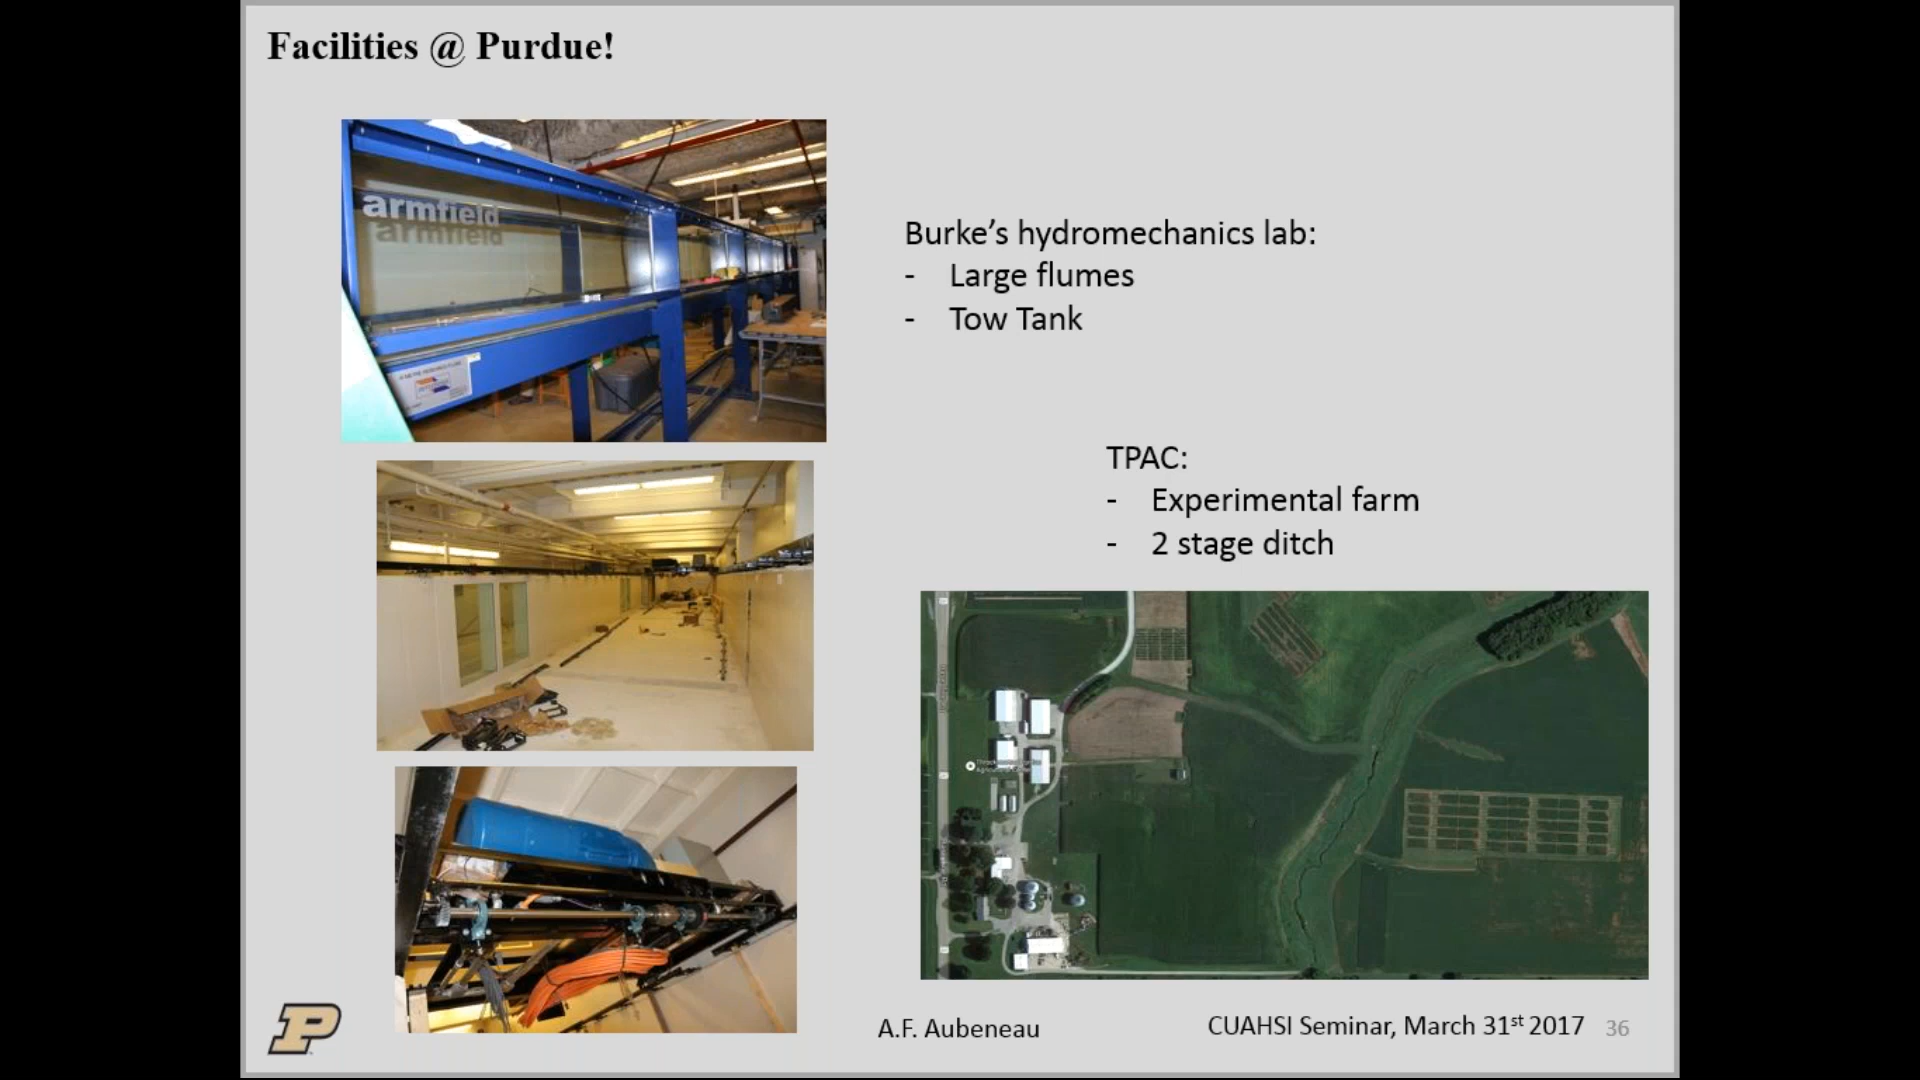 Facilities @ Purdue!
armfield
armfield
Burke's hydromechanics lab:
- Large flumes
- Tow Tank
TPAC:
- Experimental farm
- 2 stage ditch
P
A.F. Aubeneau
CUAHSI Seminar, March 31st 2017
36